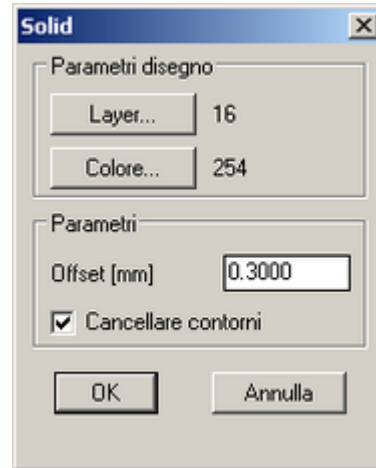 Solid
Parametri disegno
Layer... 16
Colore... 254
Parametri
Offset [mm] 0.3000
Cancellare contorni
OK Annulla